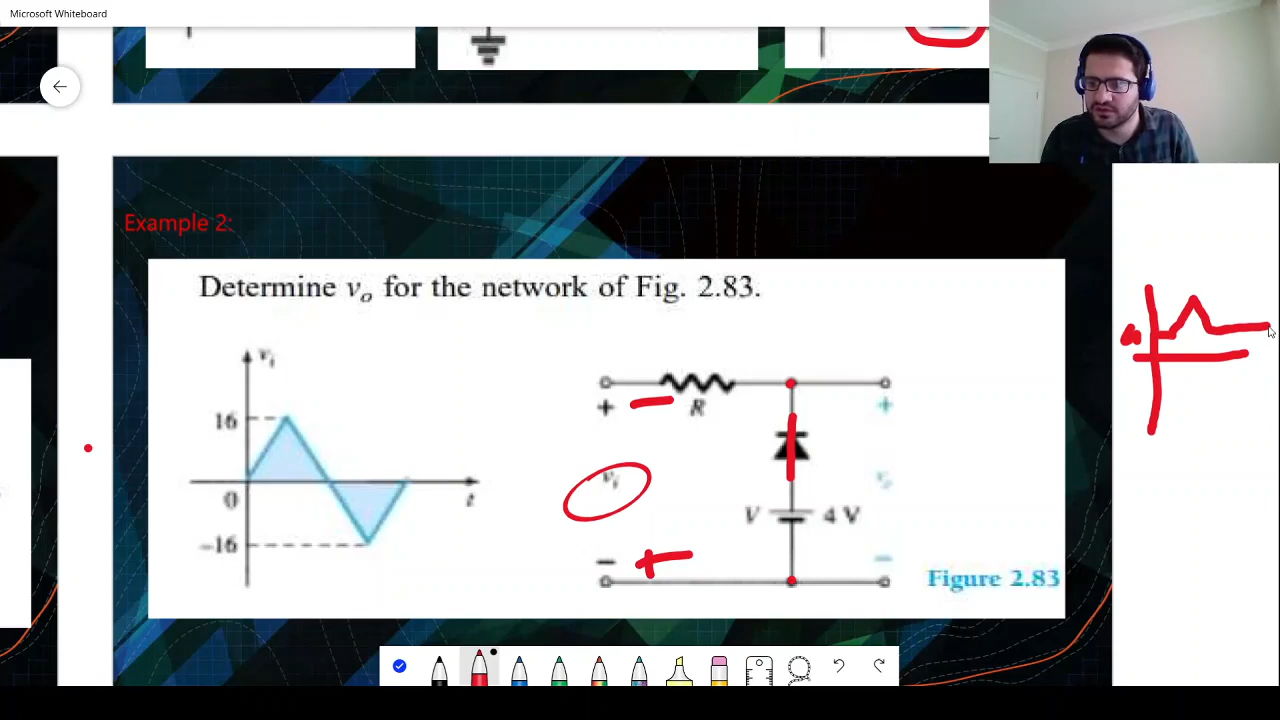 Microsoft Whiteboard
Example 2:
Determine vₒ for the network of Fig. 2.83.
vᵢ
16
0
t
–16
+
R
+
vᵢ
vₒ
V
4 V
–
–
+
Figure 2.83